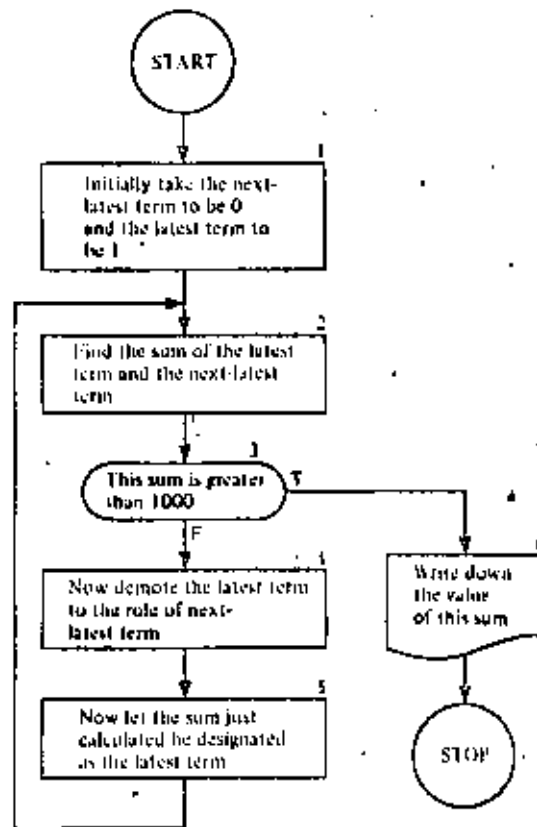 START
1
Initially take the next-
latest term to be 0
and the latest term to
be 1
2
Find the sum of the latest
term and the next-latest
term
3
This sum is greater
than 1000
T
F
4
Now demote the latest term
to the role of next-
latest term
5
Now let the sum just
calculated be designated
as the latest term
Write down
the value
of this sum
STOP